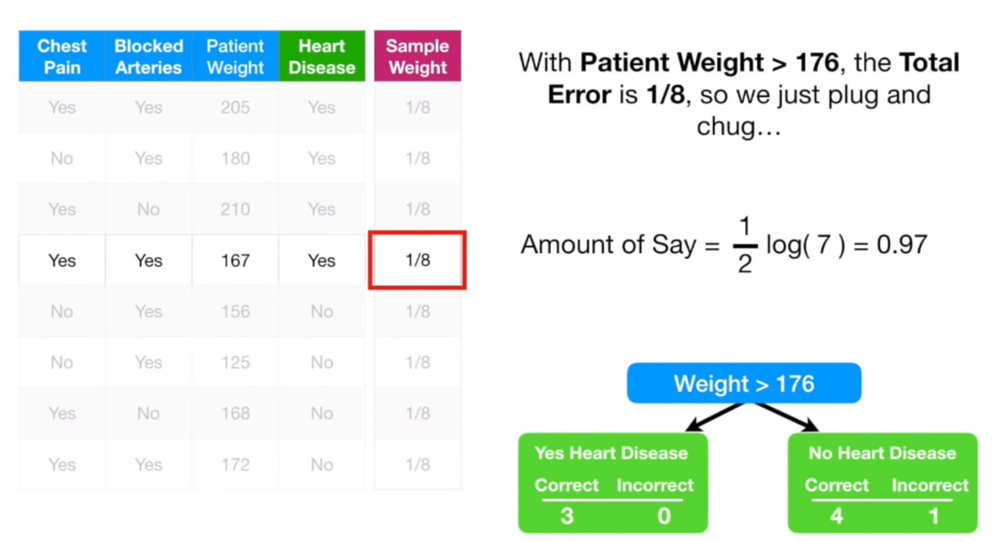 Chest Pain Blocked Arteries Patient Weight Heart Disease Sample Weight
Yes Yes 205 Yes 1/8
No Yes 180 Yes 1/8
Yes No 210 Yes 1/8
Yes Yes 167 Yes 1/8
No Yes 156 No 1/8
No Yes 125 No 1/8
Yes No 168 No 1/8
Yes Yes 172 No 1/8
With Patient Weight > 176, the Total
Error is 1/8, so we just plug and
chug...
Amount of Say = 1/2 log( 7 ) = 0.97
Weight > 176
Yes Heart Disease
Correct Incorrect
3 0
No Heart Disease
Correct Incorrect
4 1